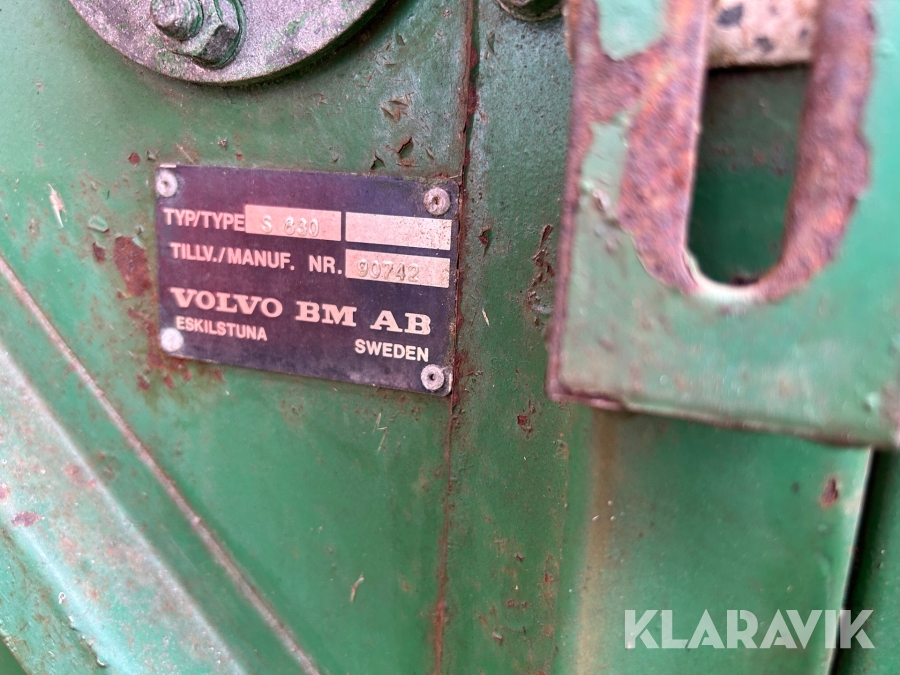 TYP/TYPE S 830
TILLV./MANUF. NR. 90742
VOLVO BM AB
ESKILSTUNA
SWEDEN
KLARAVIK